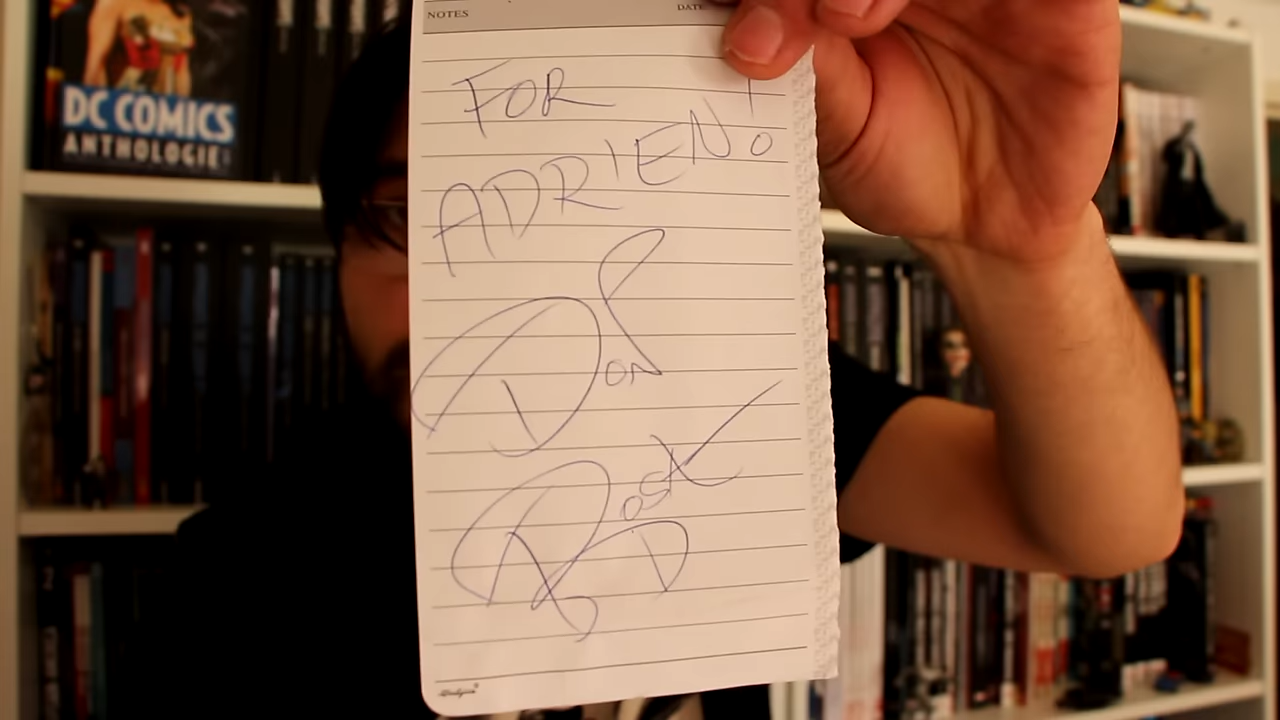 DC COMICS
ANTHOLOGIE
NOTES DATE
FOR
ADRIEN!
DON
ROSA